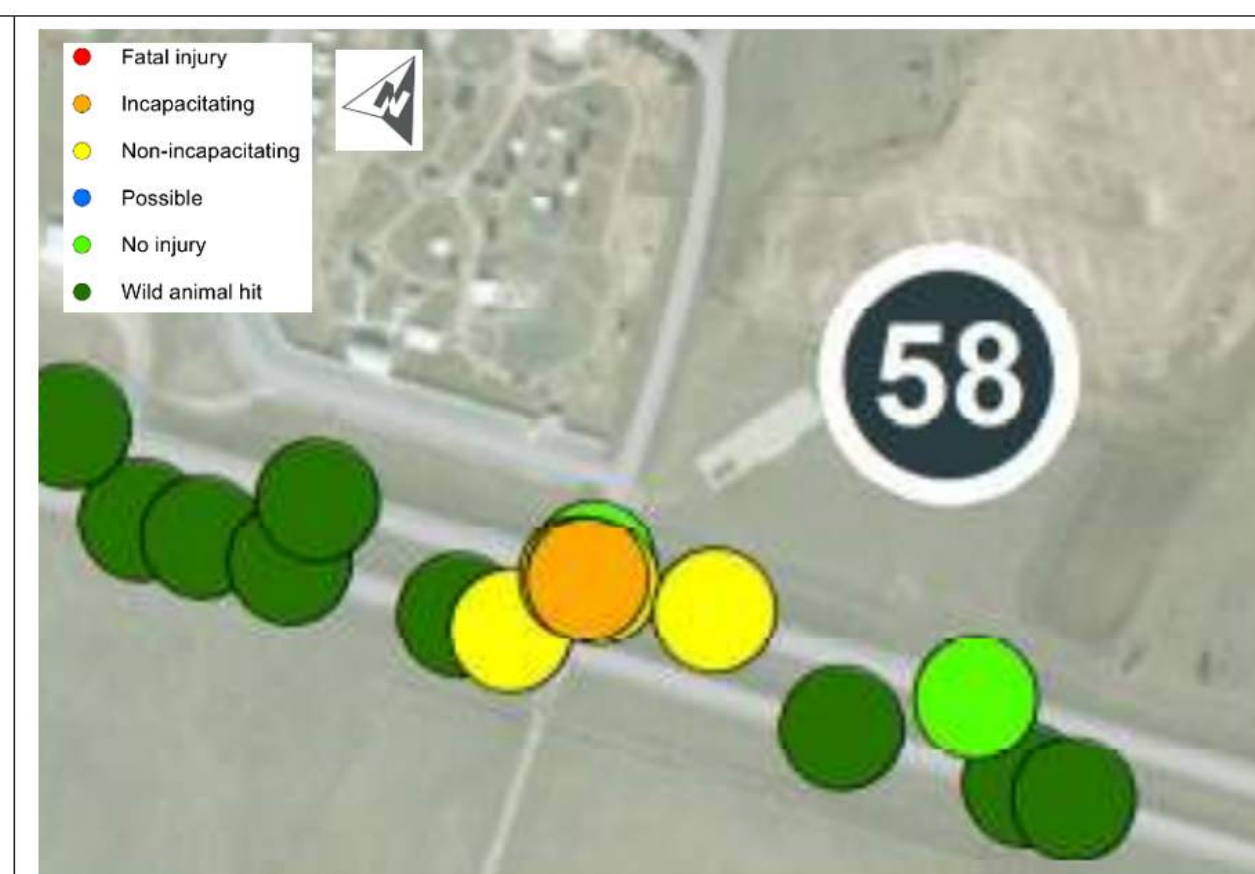 Fatal injury
Incapacitating
Non-incapacitating
Possible
No injury
Wild animal hit
N
58